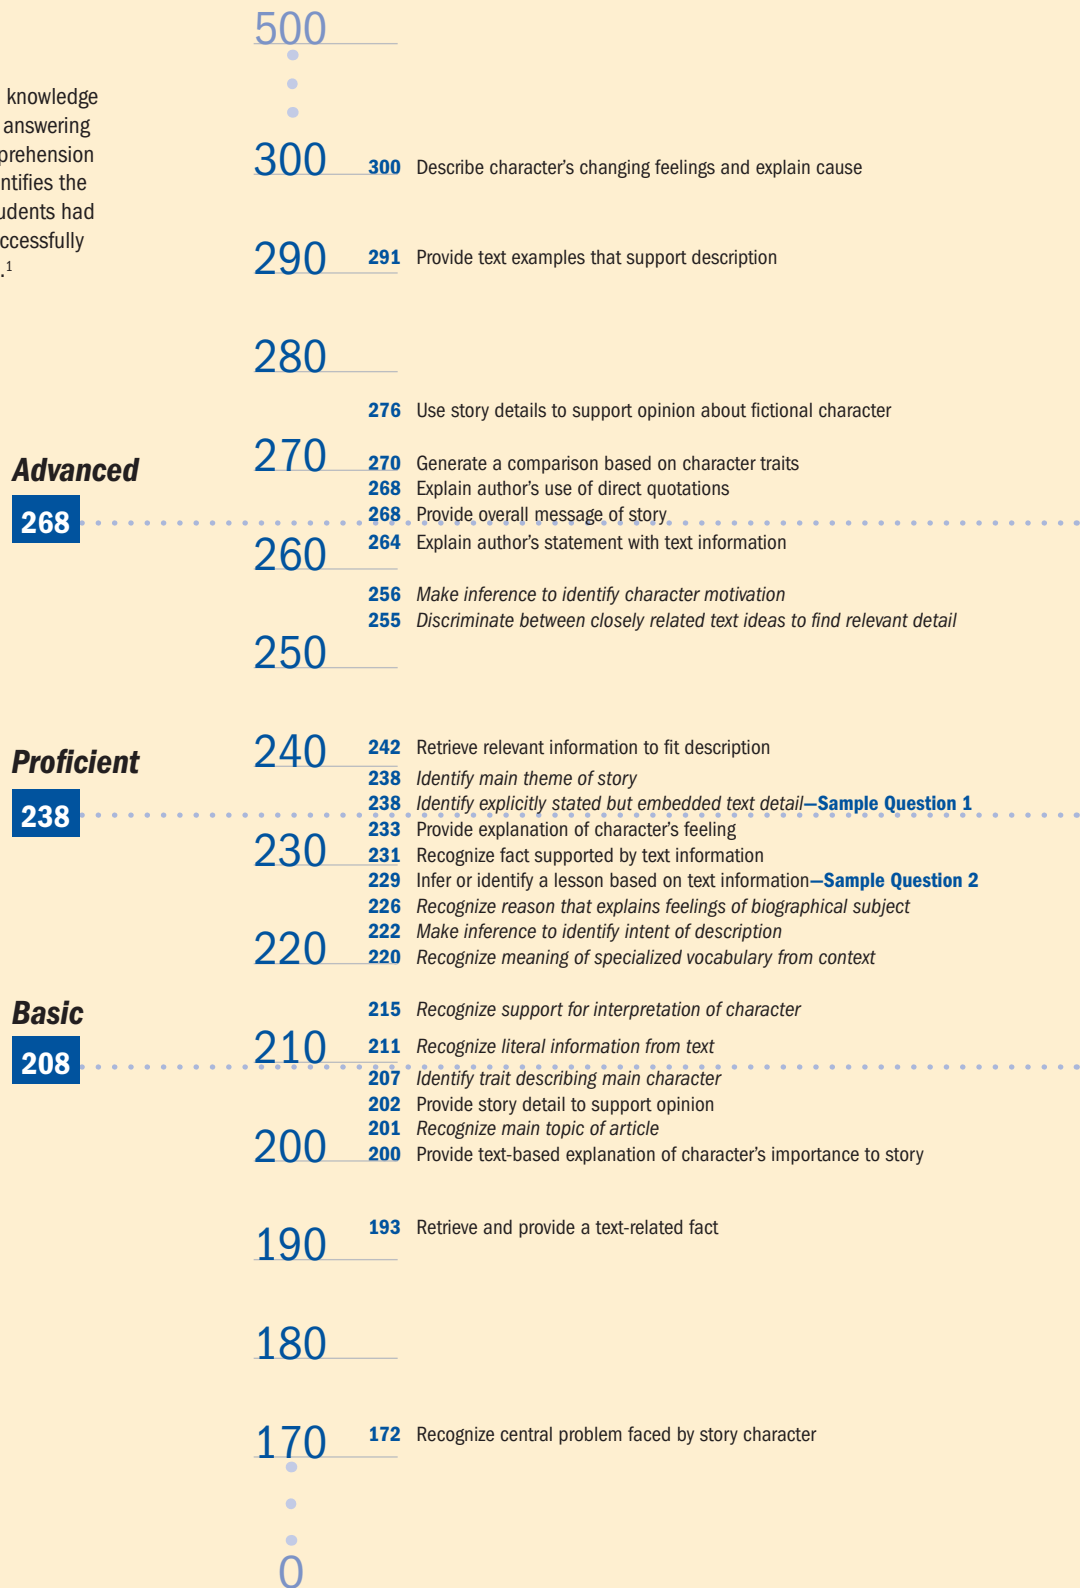 500
knowledge
answering
prehension
ntifies the
udents had
ccessfully
.1
300 300 Describe character's changing feelings and explain cause
290 291 Provide text examples that support description
280
276 Use story details to support opinion about fictional character
Advanced
270 270 Generate a comparison based on character traits
268 Explain author's use of direct quotations
268
268 Provide overall message of story
260 264 Explain author's statement with text information
256 Make inference to identify character motivation
255 Discriminate between closely related text ideas to find relevant detail
250
Proficient
240 242 Retrieve relevant information to fit description
238 Identify main theme of story
238
238 Identify explicitly stated but embedded text detail—Sample Question 1
233 Provide explanation of character's feeling
230 231 Recognize fact supported by text information
229 Infer or identify a lesson based on text information—Sample Question 2
226 Recognize reason that explains feelings of biographical subject
222 Make inference to identify intent of description
220 220 Recognize meaning of specialized vocabulary from context
Basic
215 Recognize support for interpretation of character
210 211 Recognize literal information from text
208
207 Identify trait describing main character
202 Provide story detail to support opinion
201 Recognize main topic of article
200 200 Provide text-based explanation of character's importance to story
190 193 Retrieve and provide a text-related fact
180
170 172 Recognize central problem faced by story character
0